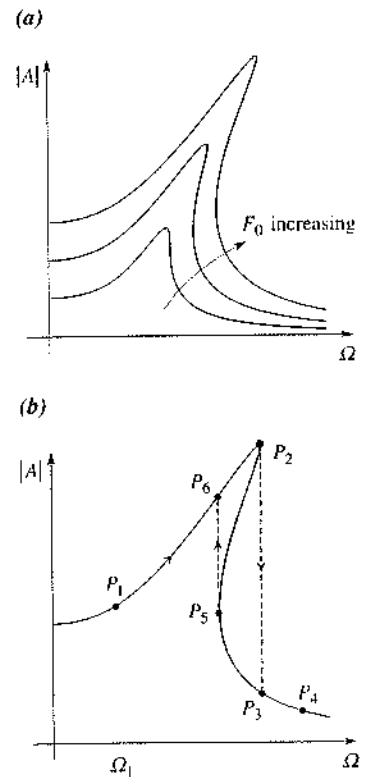 (a)
|A|
F₀ increasing
Ω
(b)
|A|
P₂
P₆
P₁
P₅
P₃
P₄
Ω₁
Ω